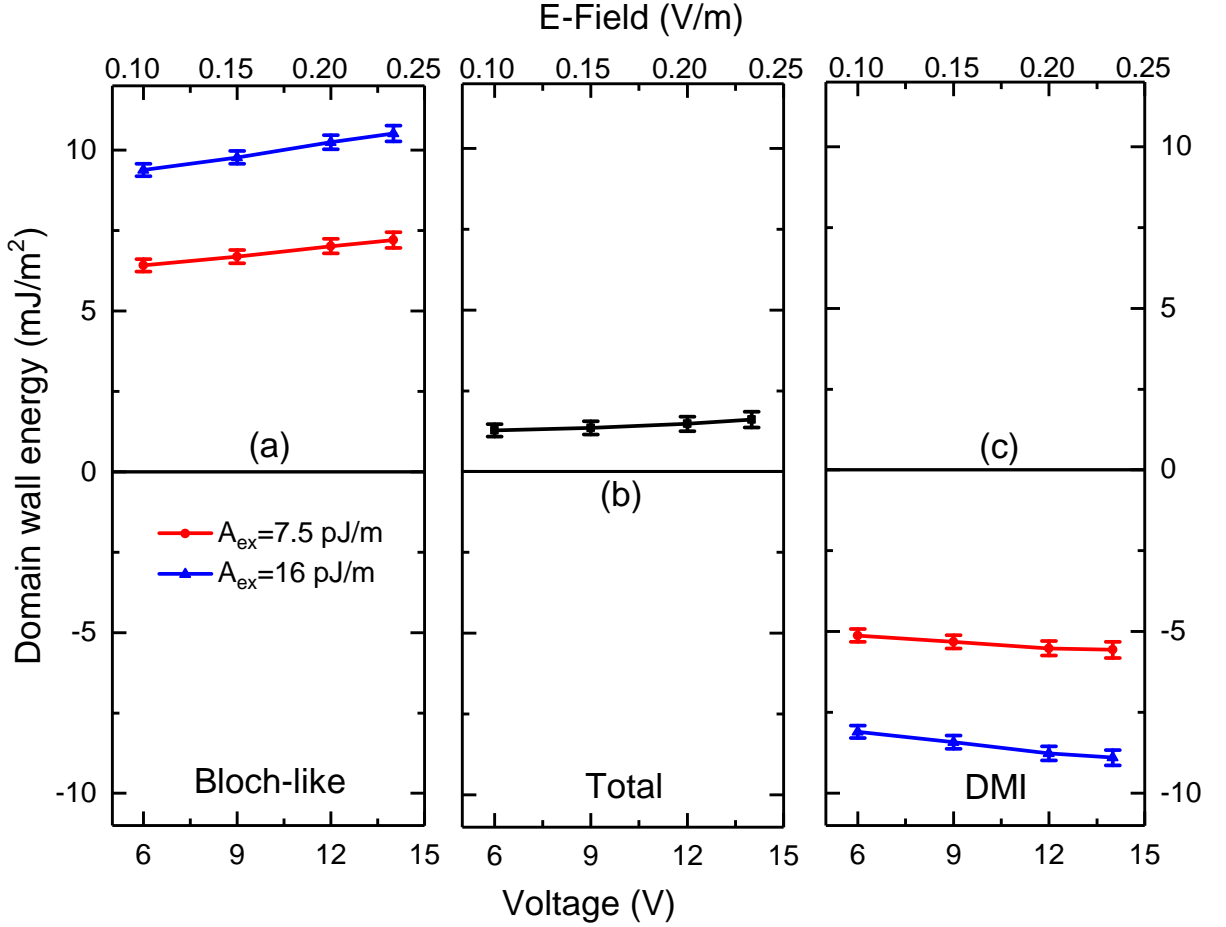 E-Field (V/m)
0.10 0.15 0.20 0.25 0.10 0.15 0.20 0.25 0.10 0.15 0.20 0.25
Domain wall energy (mJ/m²)
10 10
5 5
(a) (c)
0 0
(b)
A_ex=7.5 pJ/m
A_ex=16 pJ/m
-5 -5
Bloch-like Total DMI
-10 -10
6 9 12 15 6 9 12 15 6 9 12 15
Voltage (V)